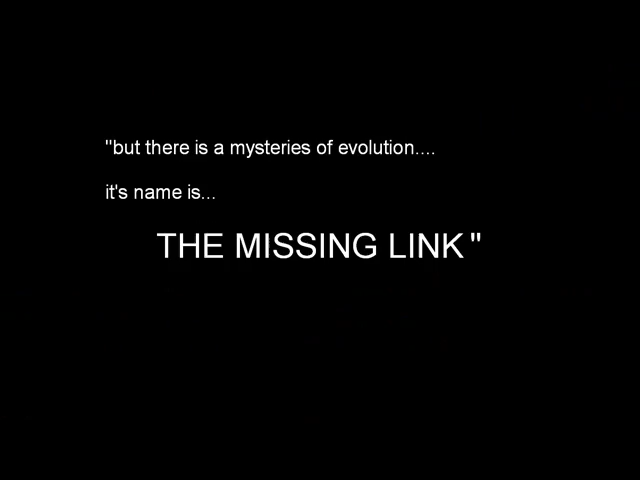 "but there is a mysteries of evolution....
it's name is...
THE MISSING LINK"